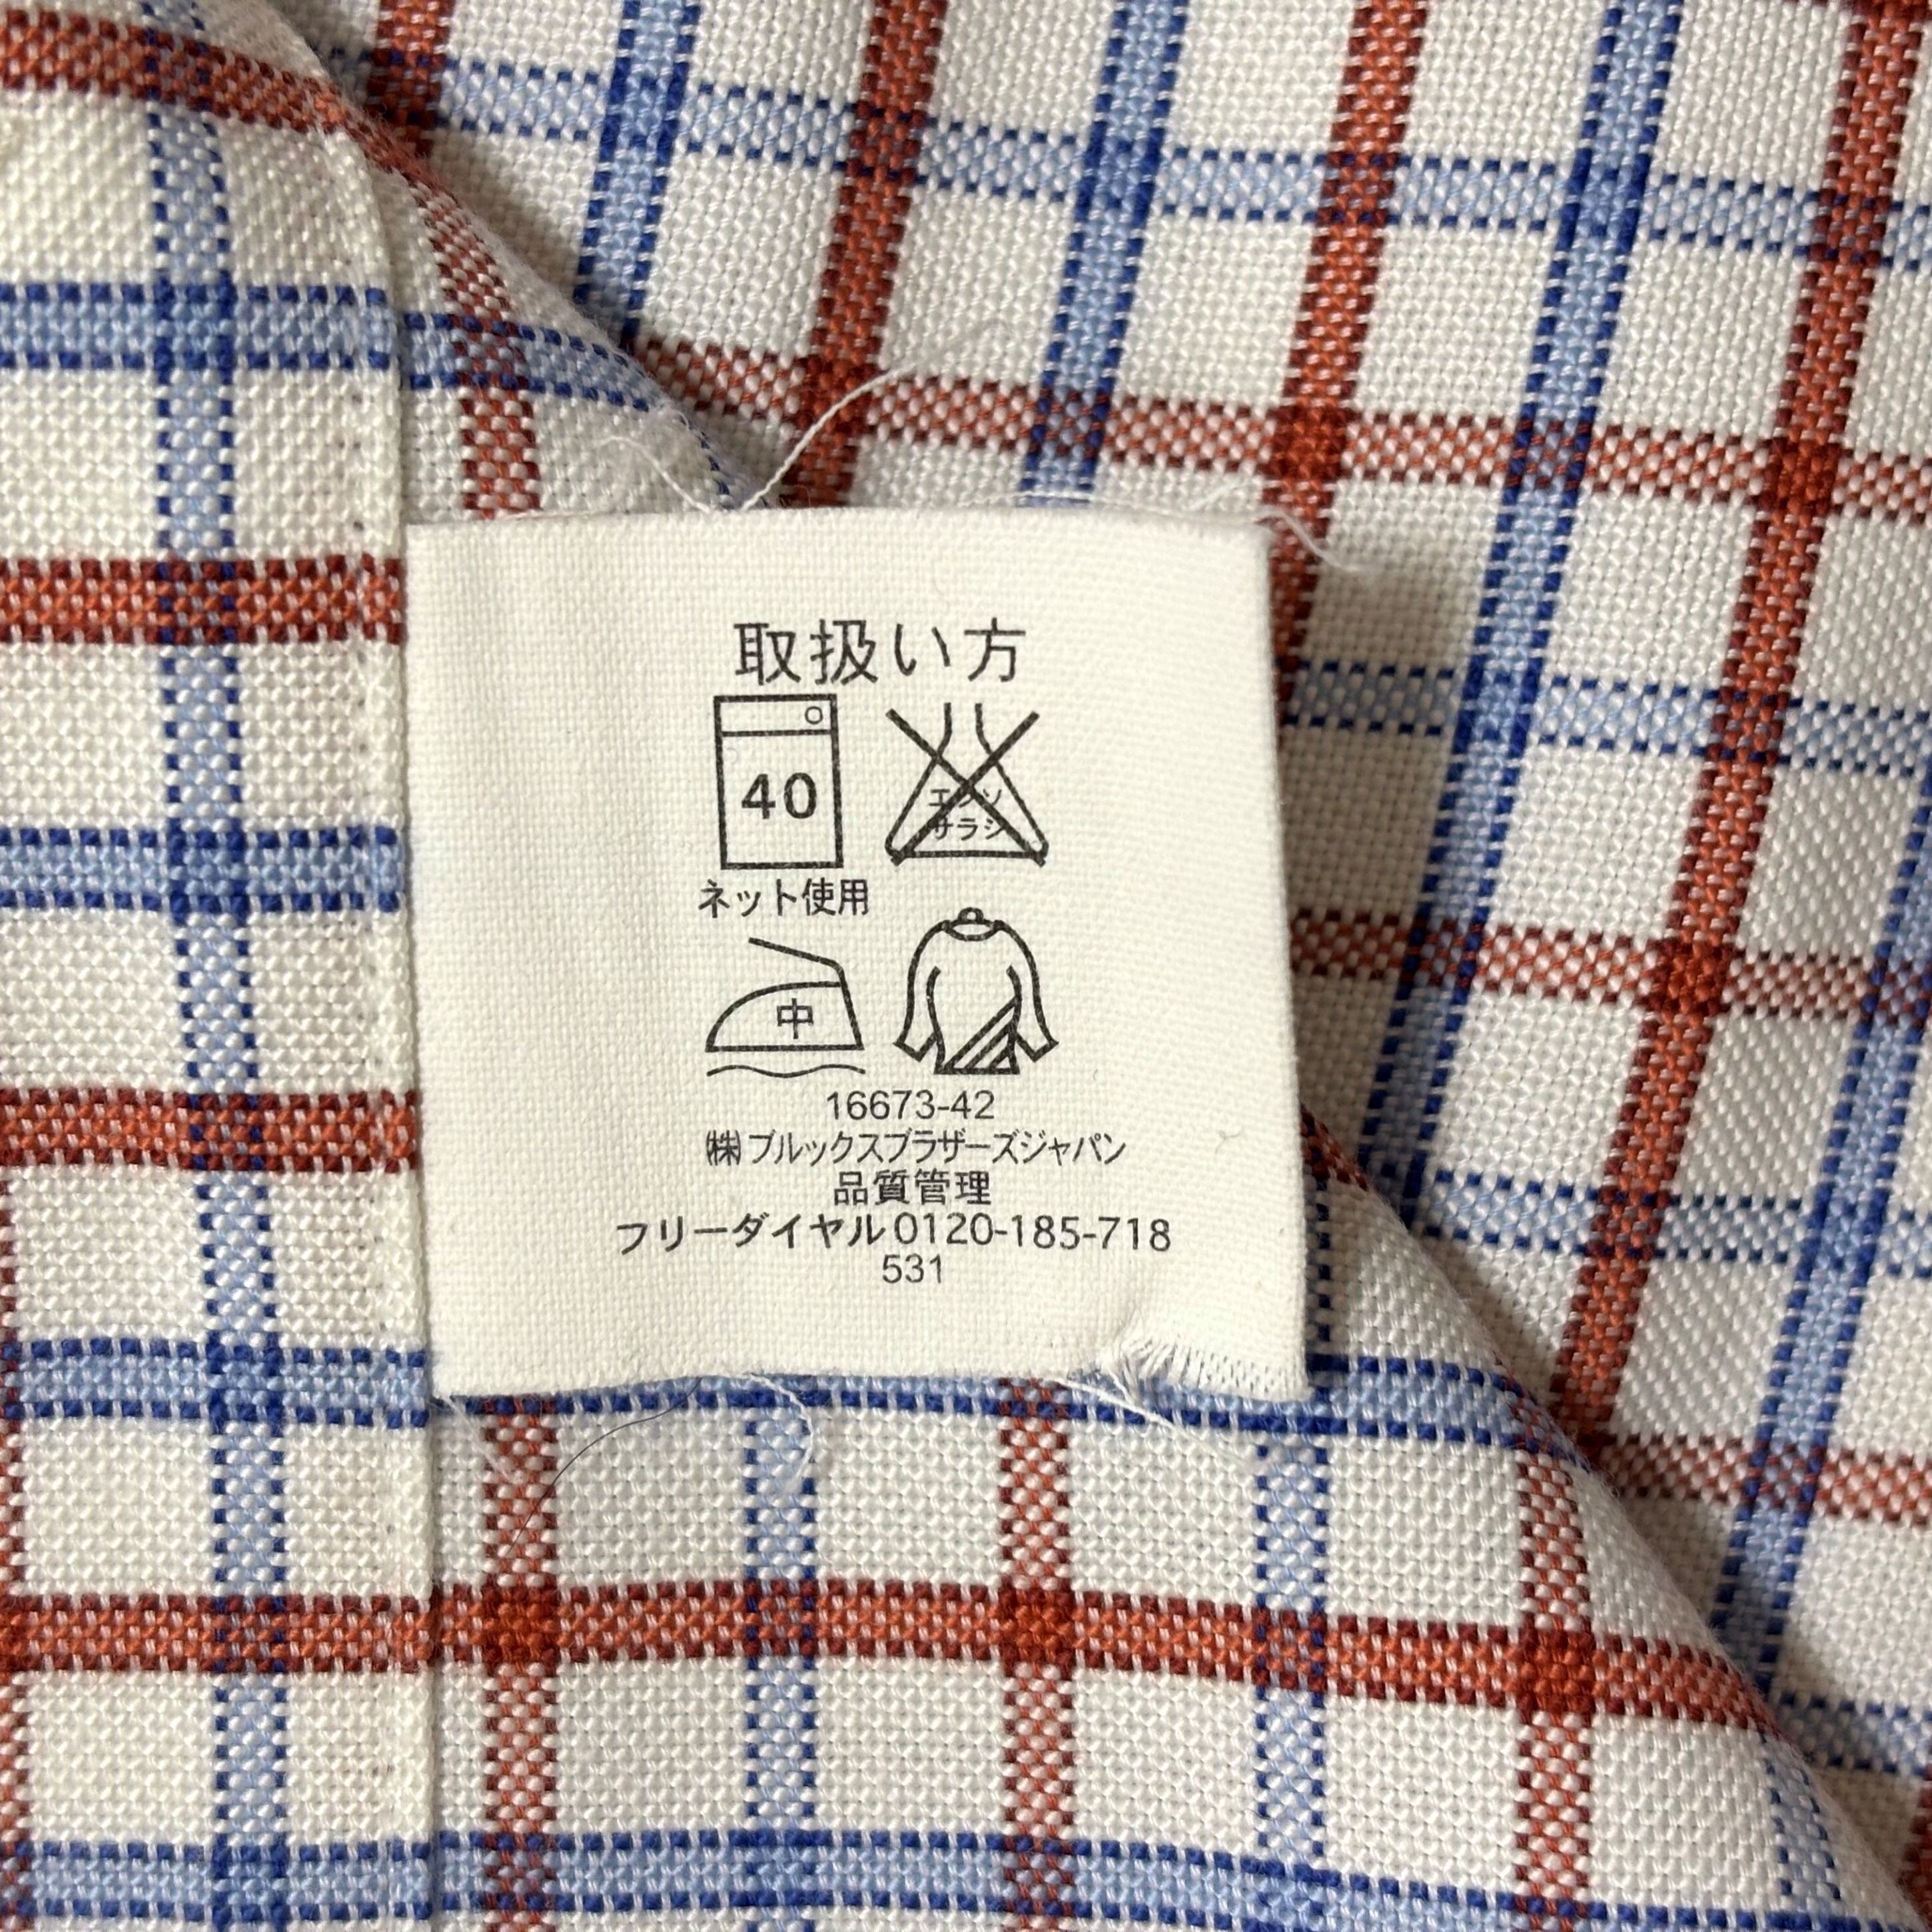 取扱い方
40
エンソ
サラシ
ネット使用
中
16673-42
㈱ブルックスブラザーズジャパン
品質管理
フリーダイヤル0120-185-718
531